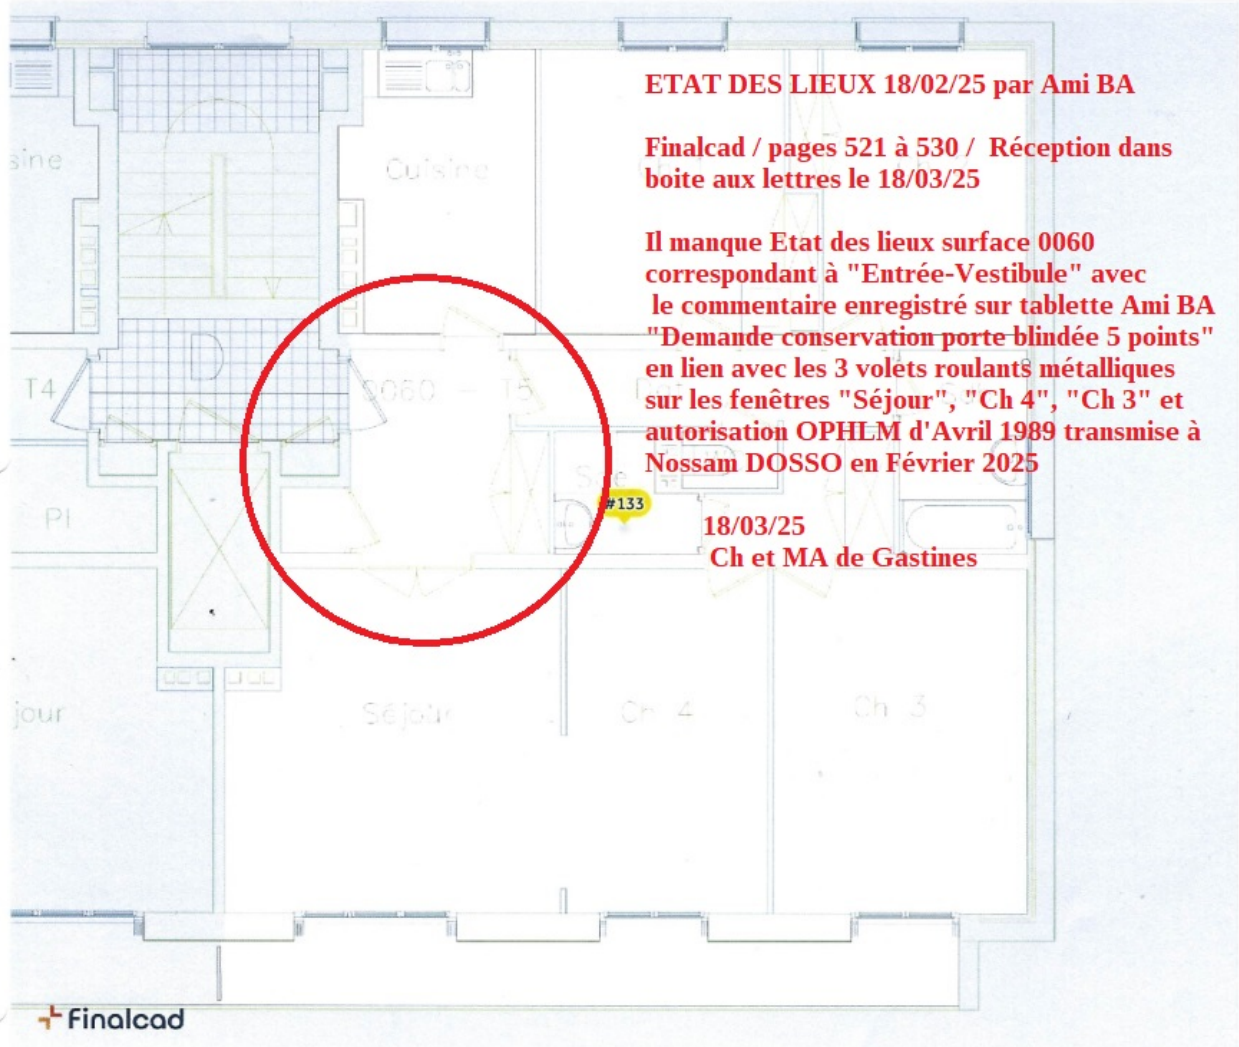 ETAT DES LIEUX 18/02/25 par Ami BA
Finalcad / pages 521 à 530 / Réception dans
boite aux lettres le 18/03/25
Il manque Etat des lieux surface 0060
correspondant à "Entrée-Vestibule" avec
le commentaire enregistré sur tablette Ami BA
"Demande conservation porte blindée 5 points"
en lien avec les 3 volets roulants métalliques
sur les fenêtres "Séjour", "Ch 4", "Ch 3" et
autorisation OPHLM d'Avril 1989 transmise à
Nossam DOSSO en Février 2025
18/03/25
Ch et MA de Gastines
sine
Cuisine
D
T4
0060 - T5
#133
Pl
jour
Séjour
Ch 4
Ch 3
Finalcad